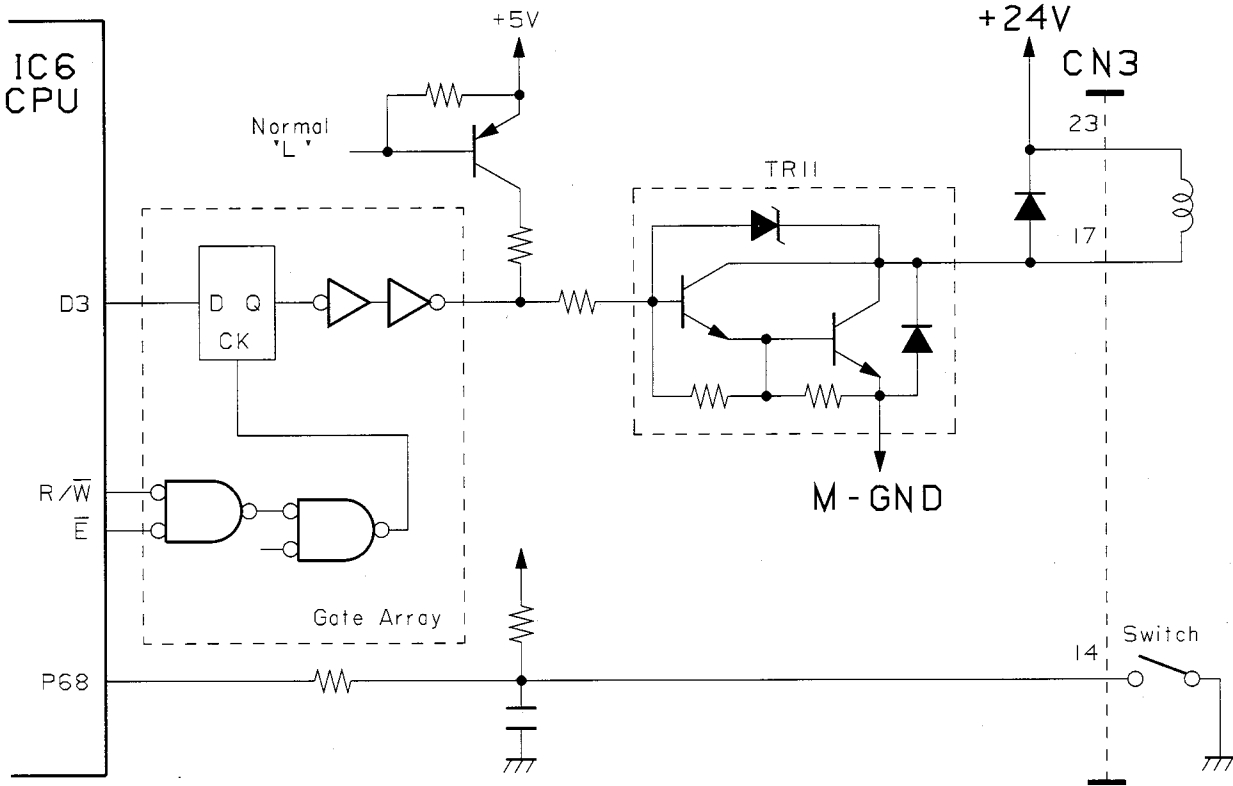 +5V
+24V
IC6
CPU
CN3
Normal
"L"
23
TR11
17
D3
D Q
CK
R/W̅
E̅
M-GND
Gate Array
Switch
14
P68